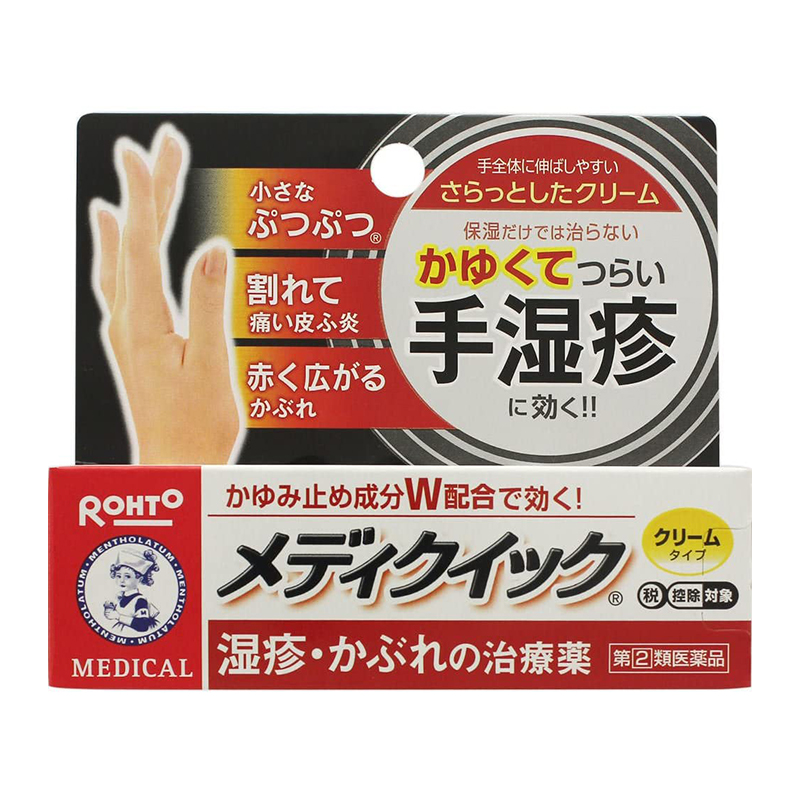 手全体に伸ばしやすい
さらっとしたクリーム
保湿だけでは治らない
かゆくてつらい
手湿疹
に効く!!
小さな
ぷつぷつ®
割れて
痛い皮ふ炎
赤く広がる
かぶれ
ROHTO
MENTHOLATUM・MENTHOLATUM・MENTHOLATUM・MENTHOLATUM・
MEDICAL
かゆみ止め成分W配合で効く!
メディクイック®
クリーム
タイプ
税 控除 対象
湿疹・かぶれの治療薬
第②類医薬品